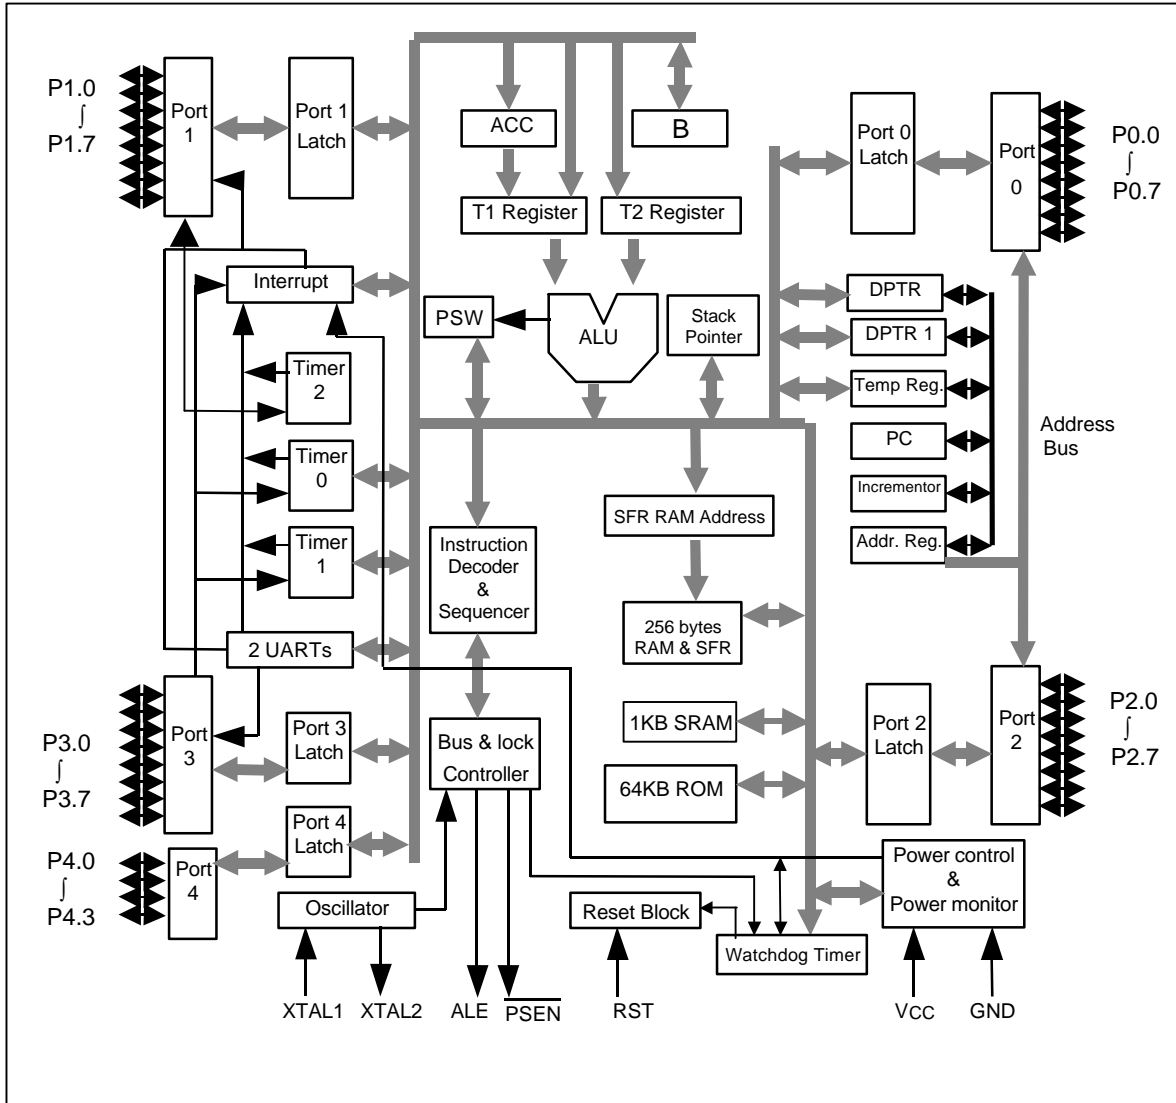 P1.0
∫
P1.7
Port
1
Port 1
Latch
ACC
B
T1 Register
T2 Register
Port 0
Latch
Port
0
P0.0
∫
P0.7
Interrupt
PSW
ALU
Stack
Pointer
DPTR
DPTR 1
Temp Reg.
PC
Incrementor
Addr. Reg.
Address
Bus
Timer
2
Timer
0
Timer
1
2 UARTs
Instruction
Decoder
&
Sequencer
SFR RAM Address
256 bytes
RAM & SFR
1KB SRAM
64KB ROM
P3.0
∫
P3.7
Port
3
Port 3
Latch
Bus & lock
Controller
Port 2
Latch
Port
2
P2.0
∫
P2.7
P4.0
∫
P4.3
Port
4
Port 4
Latch
Oscillator
Reset Block
Watchdog Timer
Power control
&
Power monitor
XTAL1
XTAL2
ALE
PSEN
RST
VCC
GND